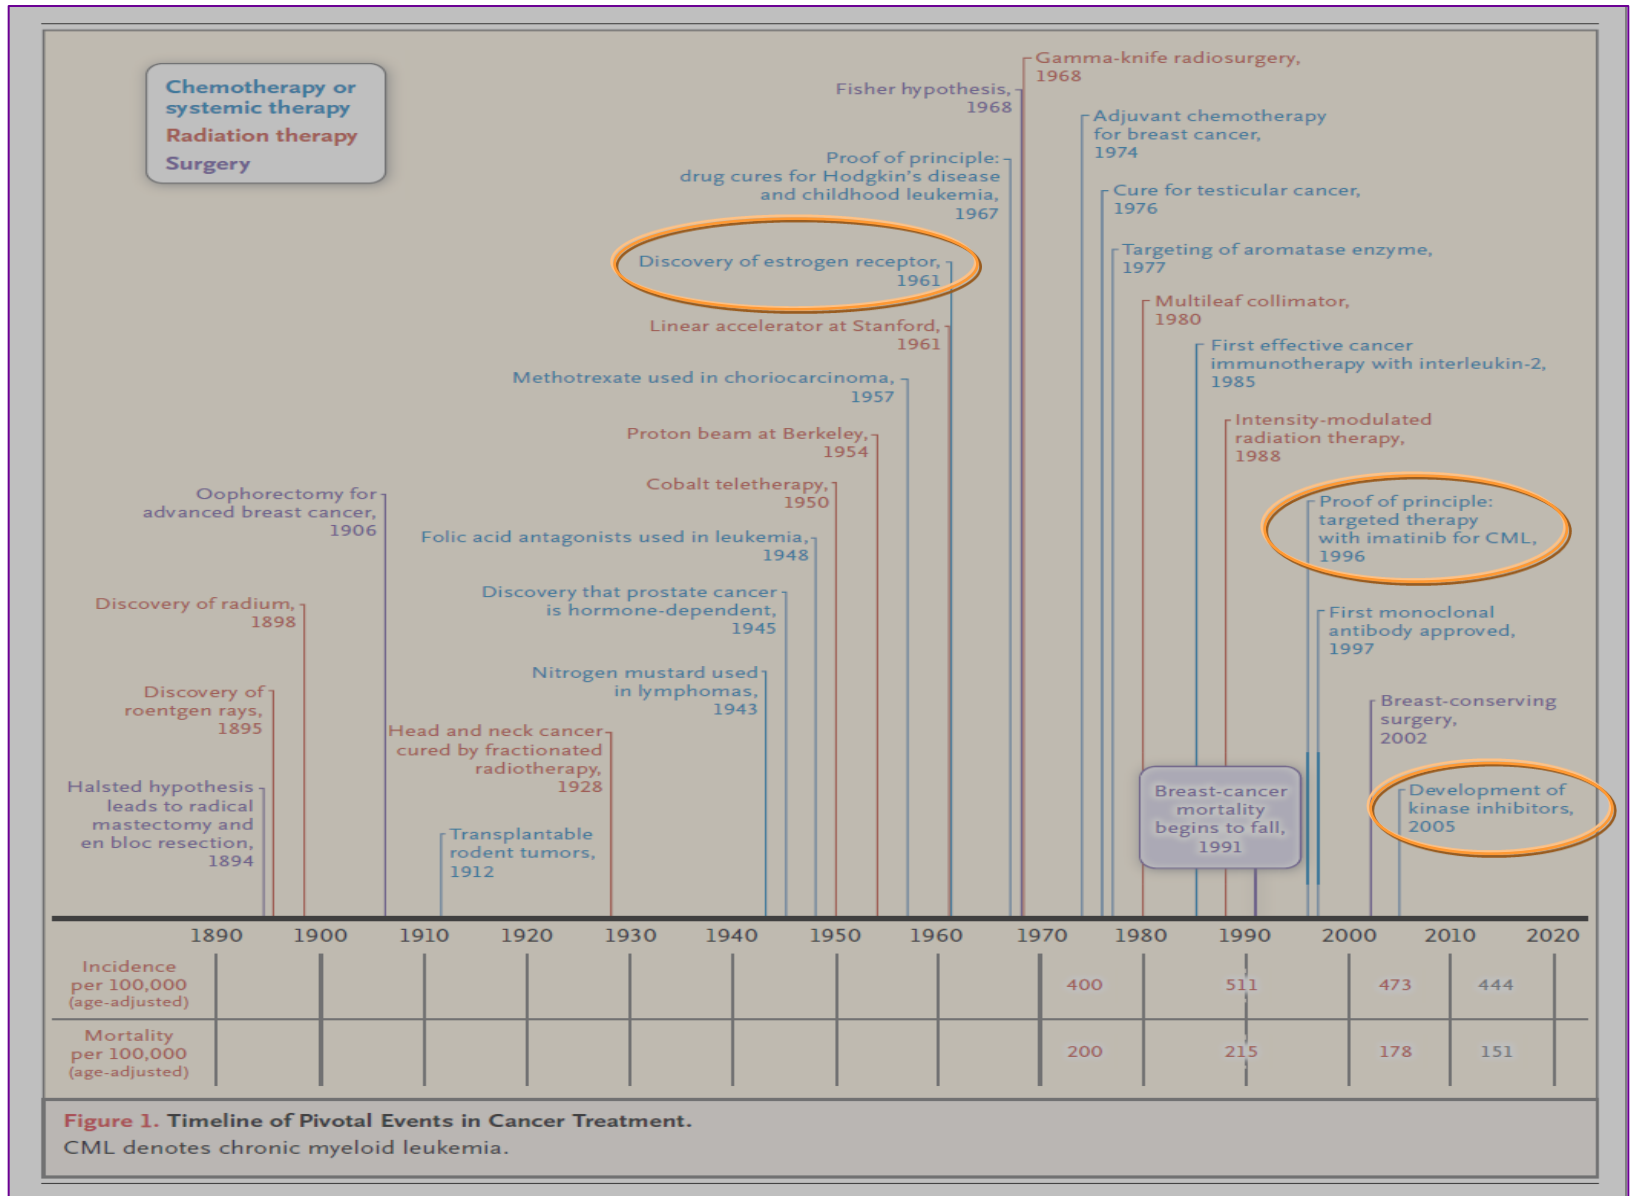 Chemotherapy or
systemic therapy
Radiation therapy
Surgery
Gamma-knife radiosurgery,
1968
Fisher hypothesis,
1968
Adjuvant chemotherapy
for breast cancer,
1974
Proof of principle:
drug cures for Hodgkin's disease
and childhood leukemia,
1967
Cure for testicular cancer,
1976
Discovery of estrogen receptor,
1961
Targeting of aromatase enzyme,
1977
Linear accelerator at Stanford,
1961
Multileaf collimator,
1980
Methotrexate used in choriocarcinoma,
1957
First effective cancer
immunotherapy with interleukin-2,
1985
Proton beam at Berkeley,
1954
Intensity-modulated
radiation therapy,
1988
Cobalt teletherapy,
1950
Oophorectomy for
advanced breast cancer,
1906
Proof of principle:
targeted therapy
with imatinib for CML,
1996
Folic acid antagonists used in leukemia,
1948
Discovery that prostate cancer
is hormone-dependent,
1945
Discovery of radium,
1898
First monoclonal
antibody approved,
1997
Nitrogen mustard used
in lymphomas,
1943
Discovery of
roentgen rays,
1895
Breast-conserving
surgery,
2002
Head and neck cancer
cured by fractionated
radiotherapy,
1928
Halsted hypothesis
leads to radical
mastectomy and
en bloc resection,
1894
Breast-cancer
mortality
begins to fall,
1991
Development of
kinase inhibitors,
2005
Transplantable
rodent tumors,
1912
1890 1900 1910 1920 1930 1940 1950 1960 1970 1980 1990 2000 2010 2020
Incidence
per 100,000
(age-adjusted)
400 511 473 444
Mortality
per 100,000
(age-adjusted)
200 215 178 151
Figure 1. Timeline of Pivotal Events in Cancer Treatment.
CML denotes chronic myeloid leukemia.